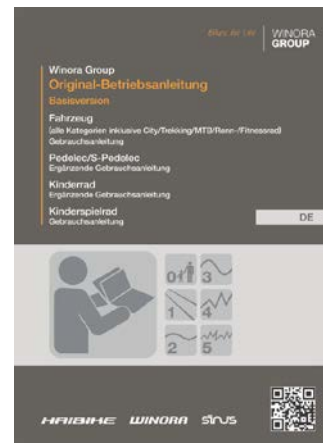 WINORA
GROUP
Winora Group
Original-Betriebsanleitung
Basisversion
Fahrzeug
(alle Kategorien inklusive City/Trekking/MTB/Renn-/Fitnessrad)
Gebrauchsanleitung
Pedelec/S-Pedelec
Ergänzende Gebrauchsanleitung
Kinderrad
Ergänzende Gebrauchsanleitung
Kinderspielrad
Gebrauchsanleitung
DE
0
3
1
4
2
5
HAIBIKE WINORA SINUS